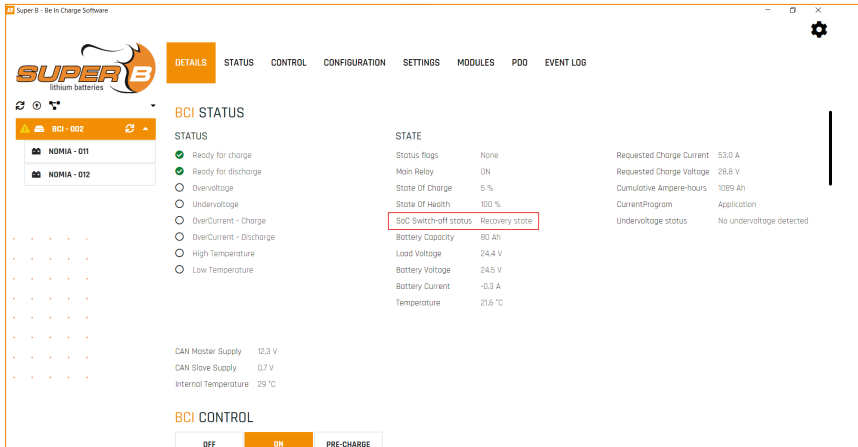 Super B - Be In Charge Software
SUPER B
lithium batteries
DETAILS STATUS CONTROL CONFIGURATION SETTINGS MODULES PDO EVENT LOG
BCI - 002
NOMIA - 011
NOMIA - 012
BCI STATUS
STATUS
Ready for charge
Ready for discharge
Overvoltage
Undervoltage
OverCurrent - Charge
OverCurrent - Discharge
High Temperature
Low Temperature
STATE
Status flags None
Main Relay ON
State Of Charge 5 %
State Of Health 100 %
SoC Switch-off status Recovery state
Battery Capacity 80 Ah
Load Voltage 24,4 V
Battery Voltage 24,5 V
Battery Current -0,3 A
Temperature 21,6 °C
Requested Charge Current 53,0 A
Requested Charge Voltage 28,8 V
Cumulative Ampere-hours 1089 Ah
CurrentProgram Application
Undervoltage status No undervoltage detected
CAN Master Supply 12,3 V
CAN Slave Supply 0,7 V
Internal Temperature 29 °C
BCI CONTROL
OFF ON PRE-CHARGE